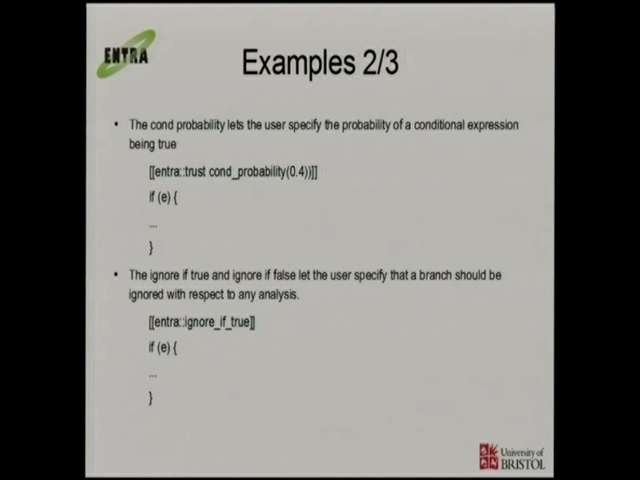 ENTRA
Examples 2/3
• The cond probability lets the user specify the probability of a conditional expression
being true
[[entra::trust cond_probability(0.4))]]
if (e) {
...
}
• The ignore if true and ignore if false let the user specify that a branch should be
ignored with respect to any analysis.
[[entra::ignore_if_true]]
if (e) {
...
}
University of
BRISTOL